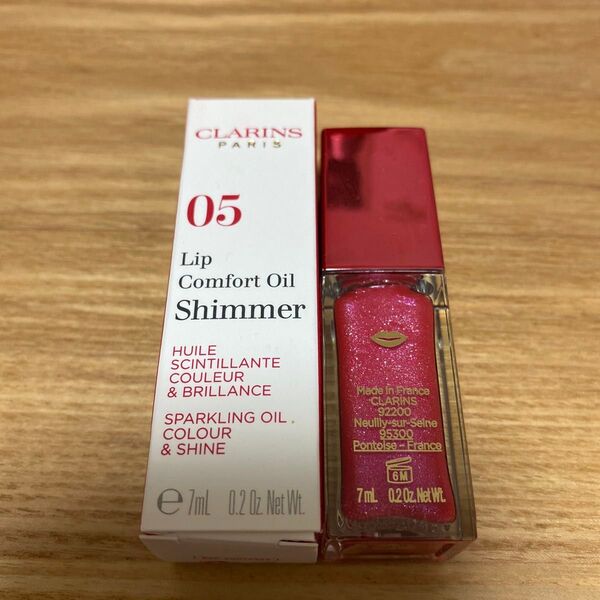 CLARINS
PARIS
05
Lip
Comfort Oil
Shimmer
HUILE
SCINTILLANTE
COULEUR
& BRILLANCE
SPARKLING OIL
COLOUR
& SHINE
℮ 7mL 0.2 Oz. Net Wt.
Made in France
CLARINS
92200
Neuilly-sur-Seine
95300
Pontoise - France
6M
7 mL 0.2 Oz. Net Wt.